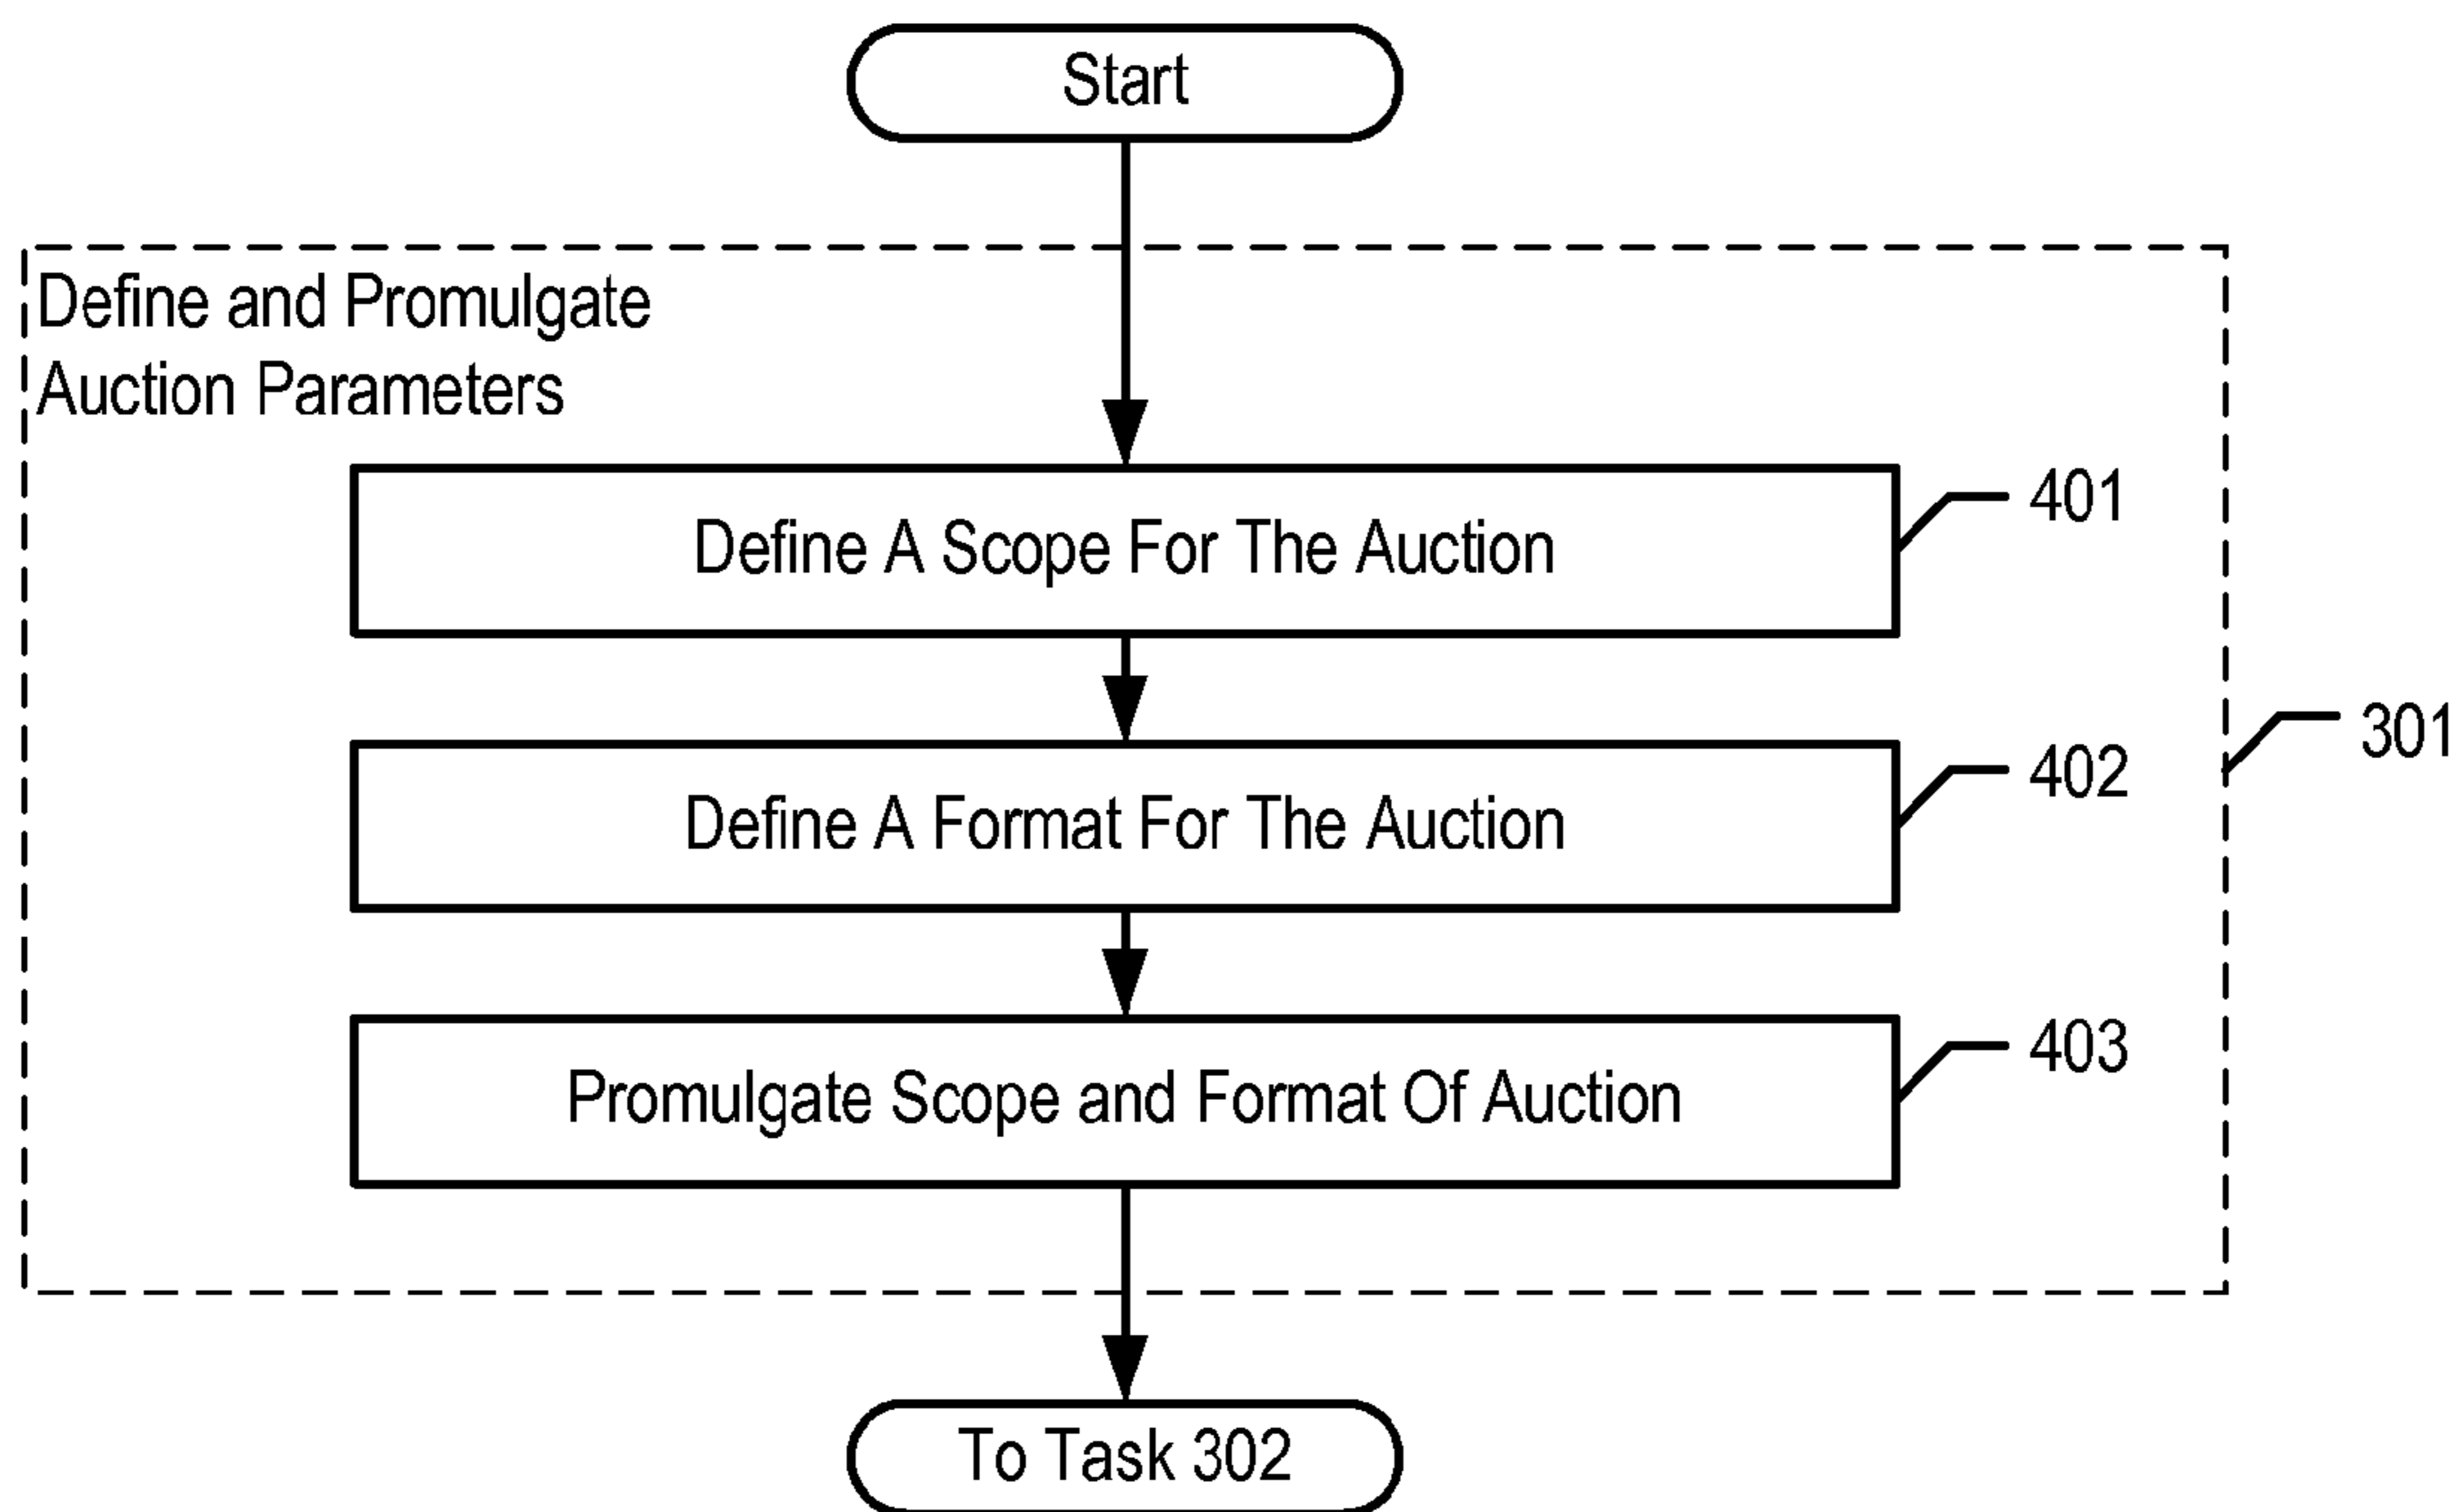 Start
Define and Promulgate
Auction Parameters
Define A Scope For The Auction
401
Define A Format For The Auction
402
301
Promulgate Scope and Format Of Auction
403
To Task 302